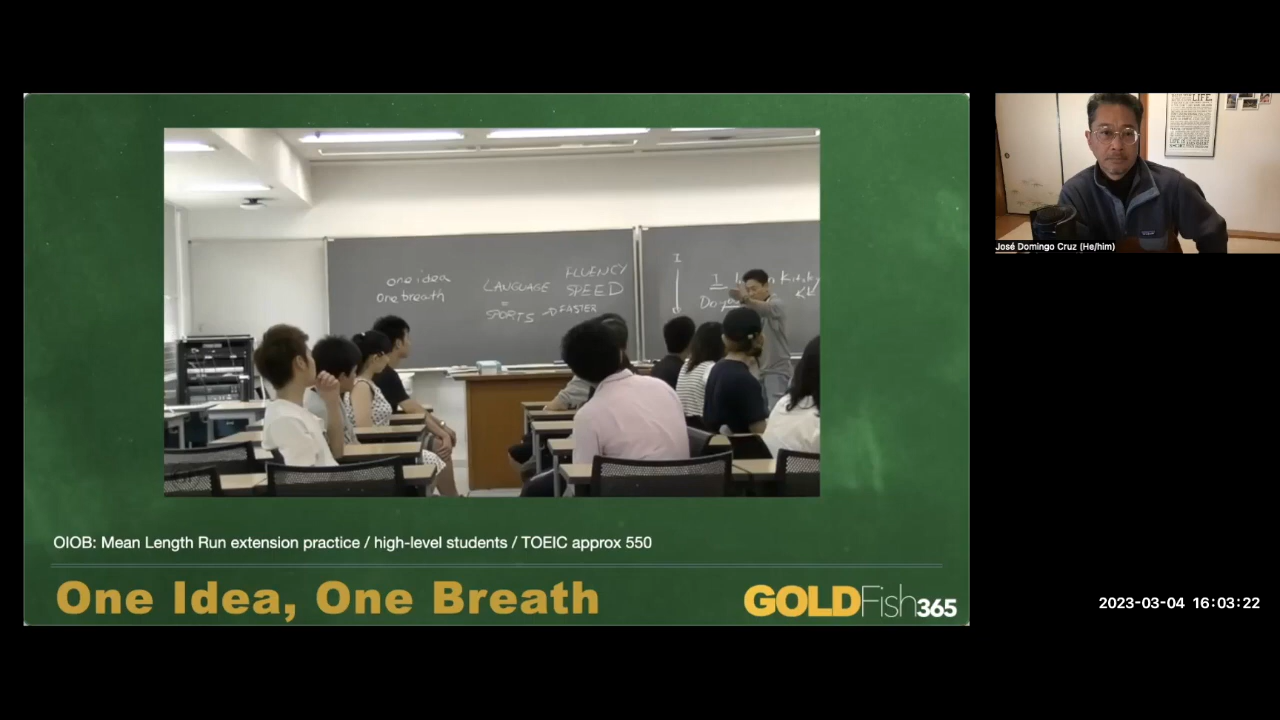 one idea
one breath
LANGUAGE
=
SPORTS
FLUENCY
SPEED
→ FASTER
I
I
OIOB: Mean Length Run extension practice / high-level students / TOEIC approx 550
One Idea, One Breath
GOLDFish365
LIFE.
José Domingo Cruz (He/him)
2023-03-04 16:03:22